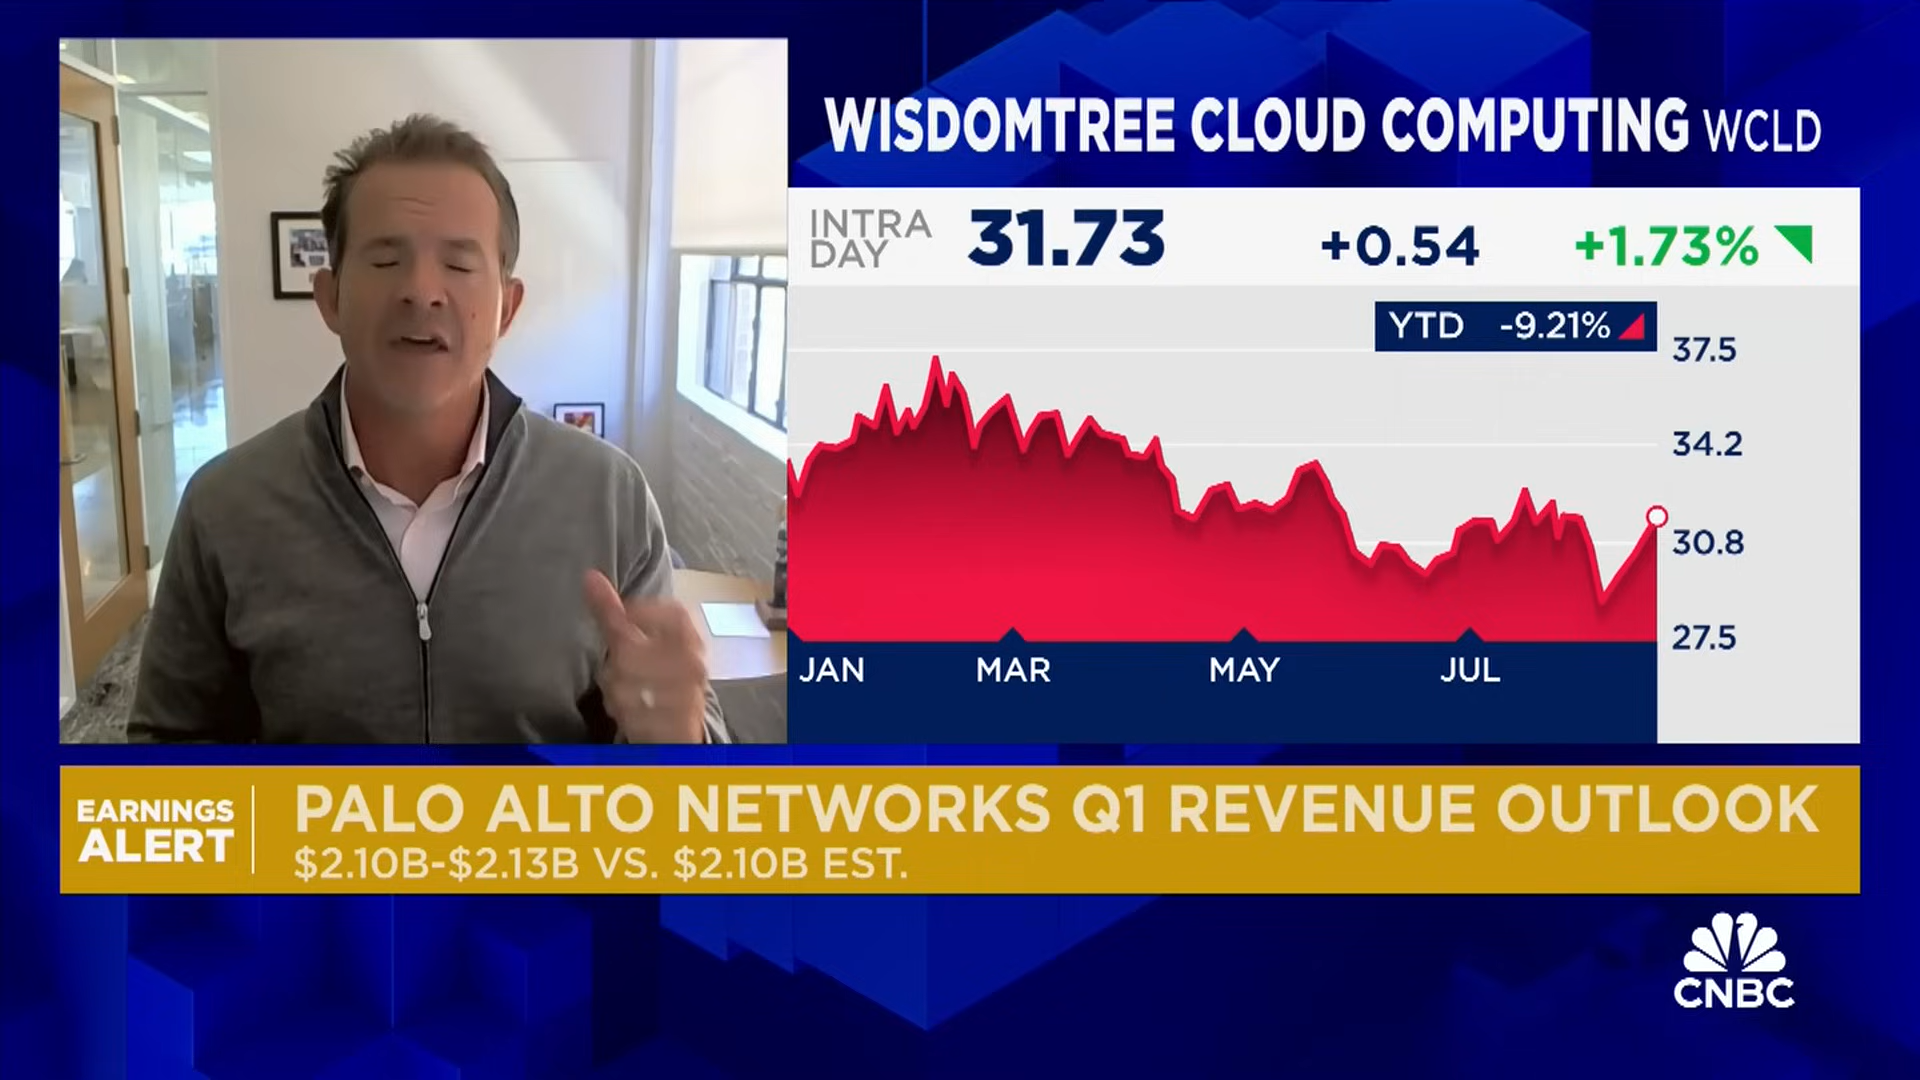 WISDOMTREE CLOUD COMPUTING WCLD
INTRA DAY 31.73 +0.54 +1.73%
YTD -9.21%
37.5
34.2
30.8
27.5
JAN MAR MAY JUL
EARNINGS ALERT
PALO ALTO NETWORKS Q1 REVENUE OUTLOOK
$2.10B-$2.13B VS. $2.10B EST.
CNBC